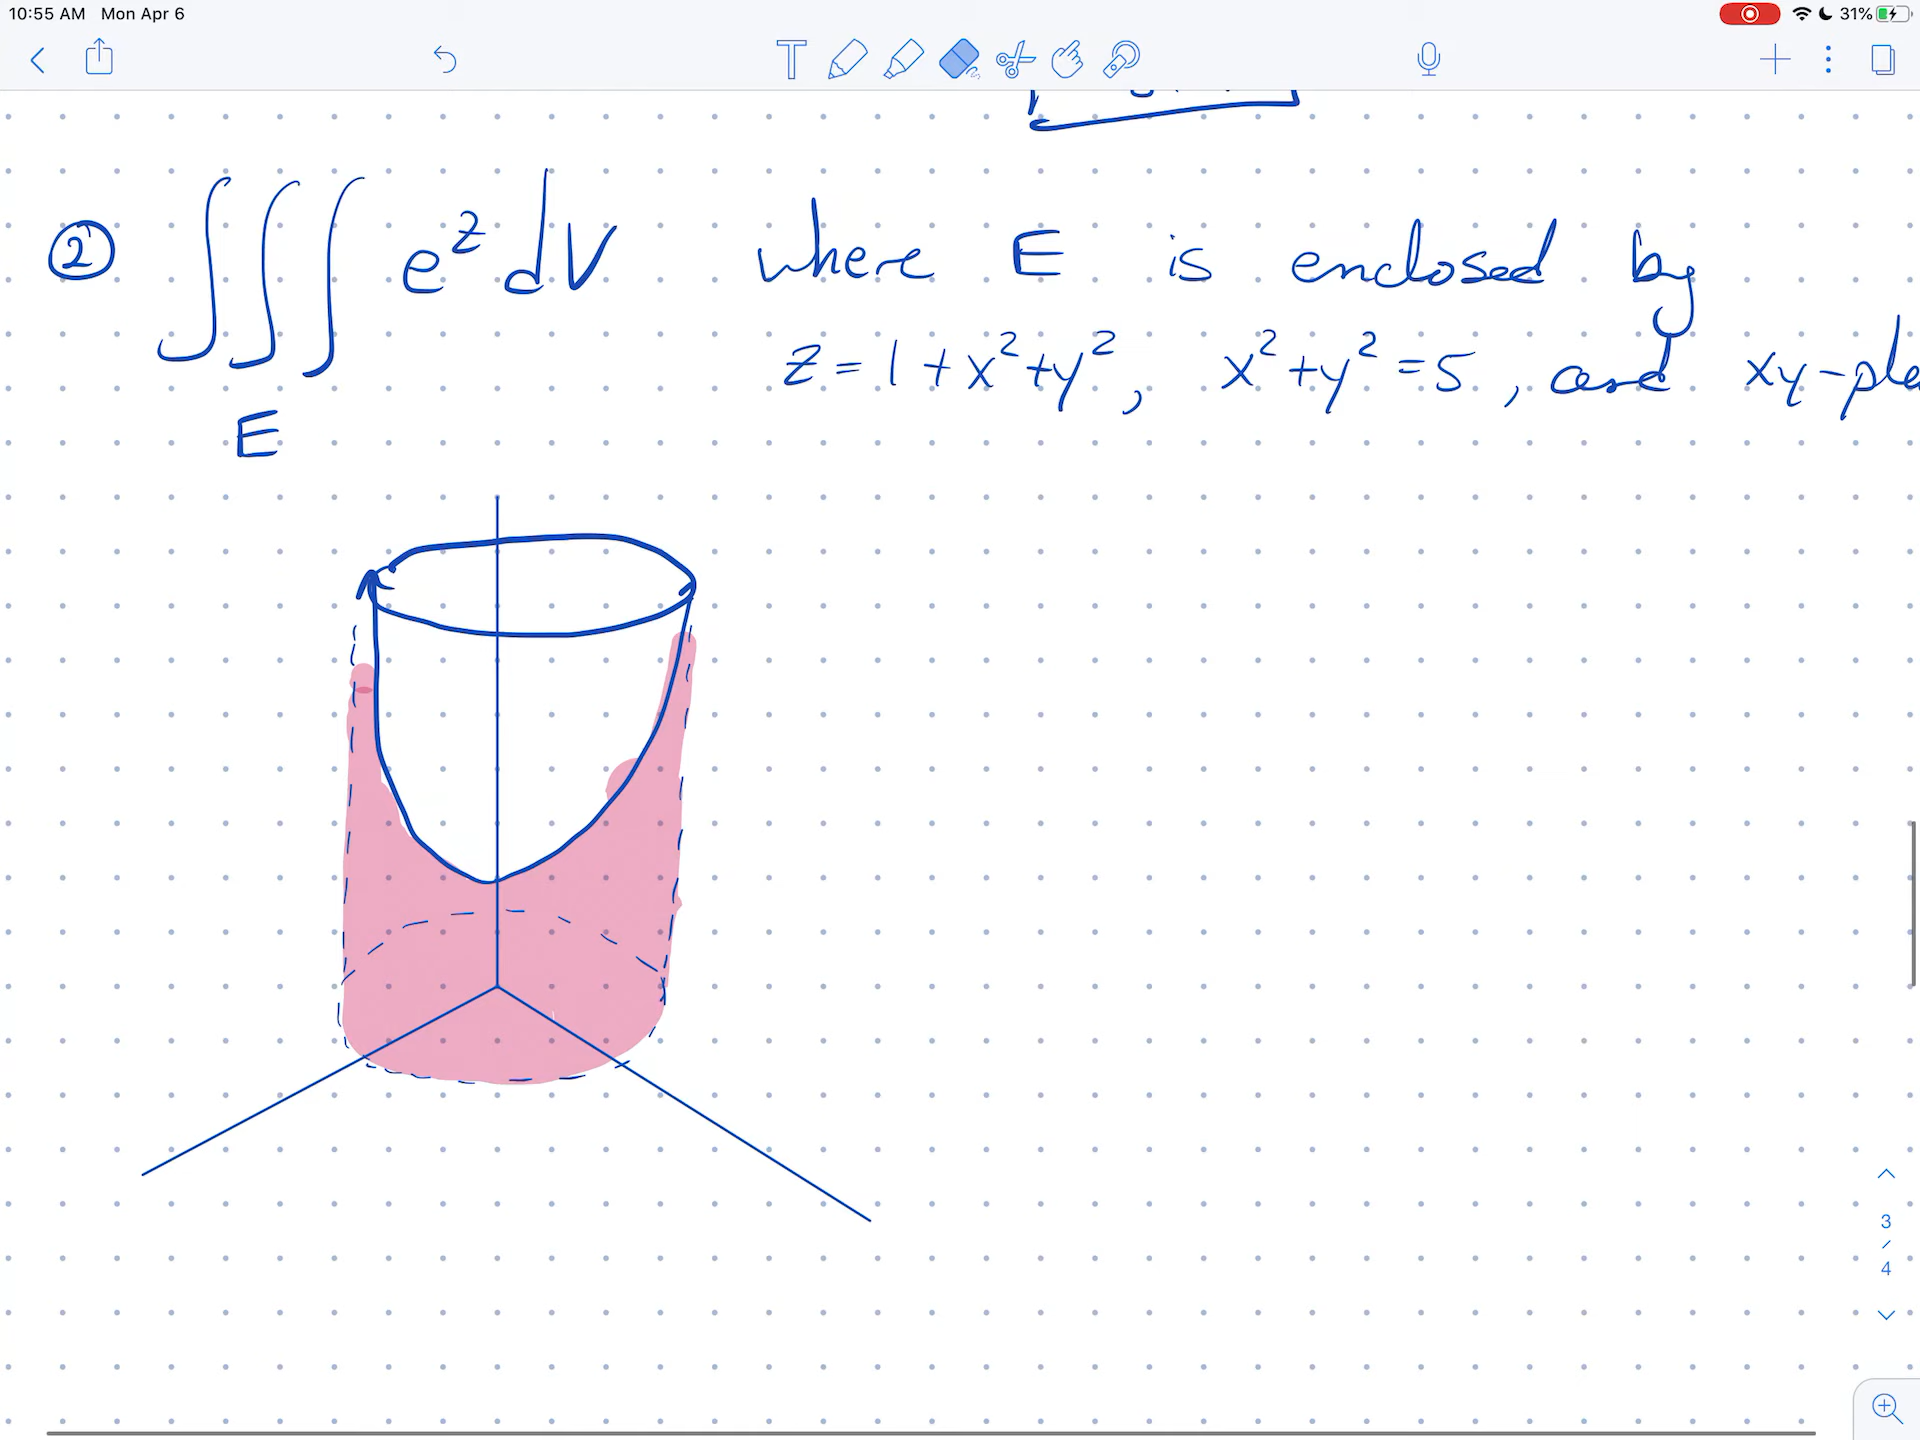 10:55 AM Mon Apr 6
31%
② ∭ e^z dV where E is enclosed by
E
z = 1 + x² + y², x² + y² = 5, and xy-pla
3
/
4